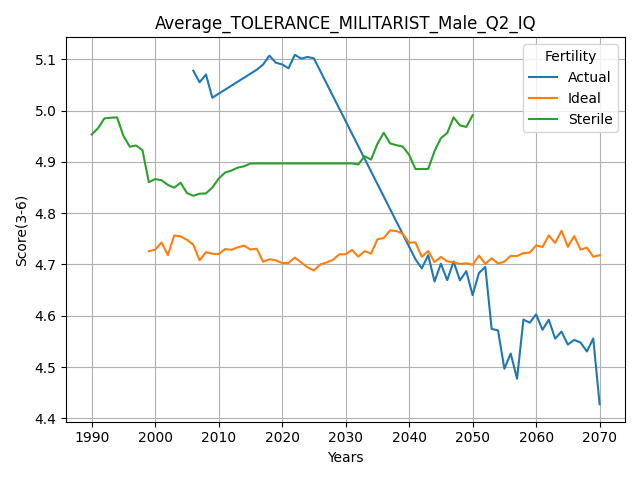 Average_TOLERANCE_MILITARIST_Male_Q2_IQ
Score(3-6)
5.1
5.0
4.9
4.8
4.7
4.6
4.5
4.4
Fertility
Actual
Ideal
Sterile
1990 2000 2010 2020 2030 2040 2050 2060 2070
Years